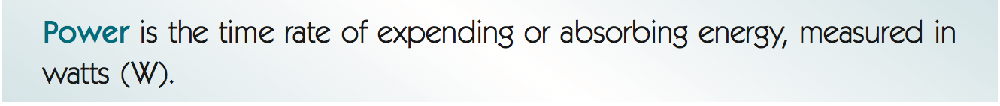 Power is the time rate of expending or absorbing energy, measured in
watts (W).